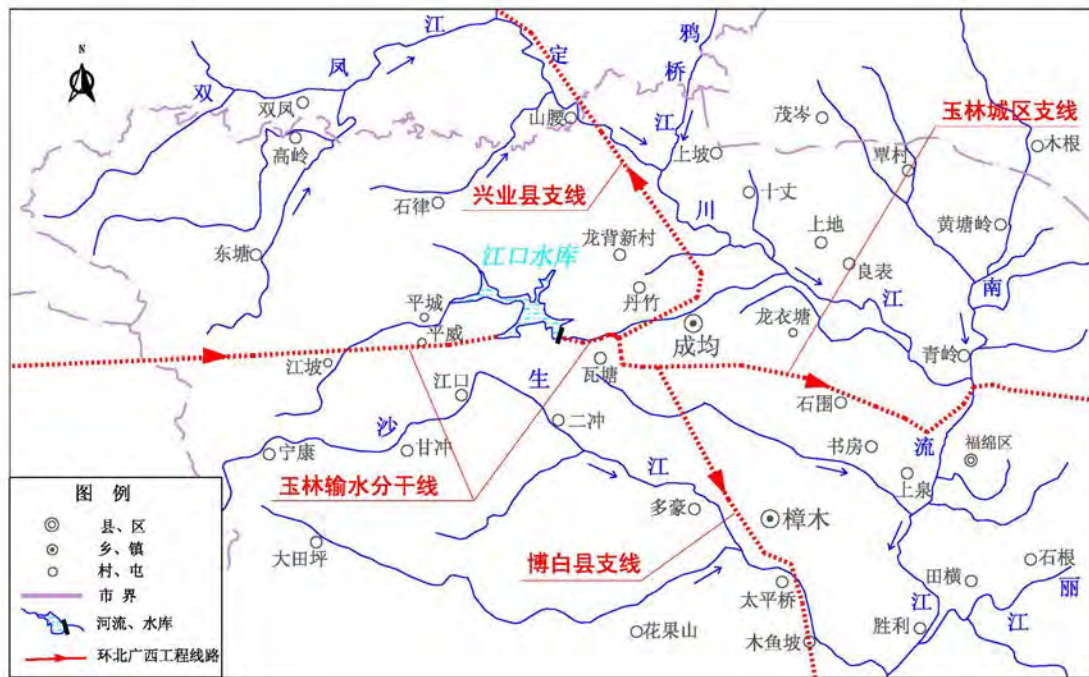 N
双
凤
江
定
鸦
桥
江
双凤
高岭
山腰
上坡
茂岑
玉林城区支线
覃村
木根
石律
兴业县支线
川
十丈
上地
黄塘岭
东塘
江口水库
龙背新村
良表
丹竹
江
南
平城
平威
成均
龙衣塘
青岭
江坡
江口
生
瓦塘
石围
沙
二冲
书房
流
福绵区
宁康
甘冲
江
上泉
玉林输水分干线
多豪
樟木
大田坪
博白县支线
石根
太平桥
田横
丽
花果山
木鱼坡
胜利
江
江
图 例
县、区
乡、镇
村、屯
市 界
河流、水库
环北广西工程线路